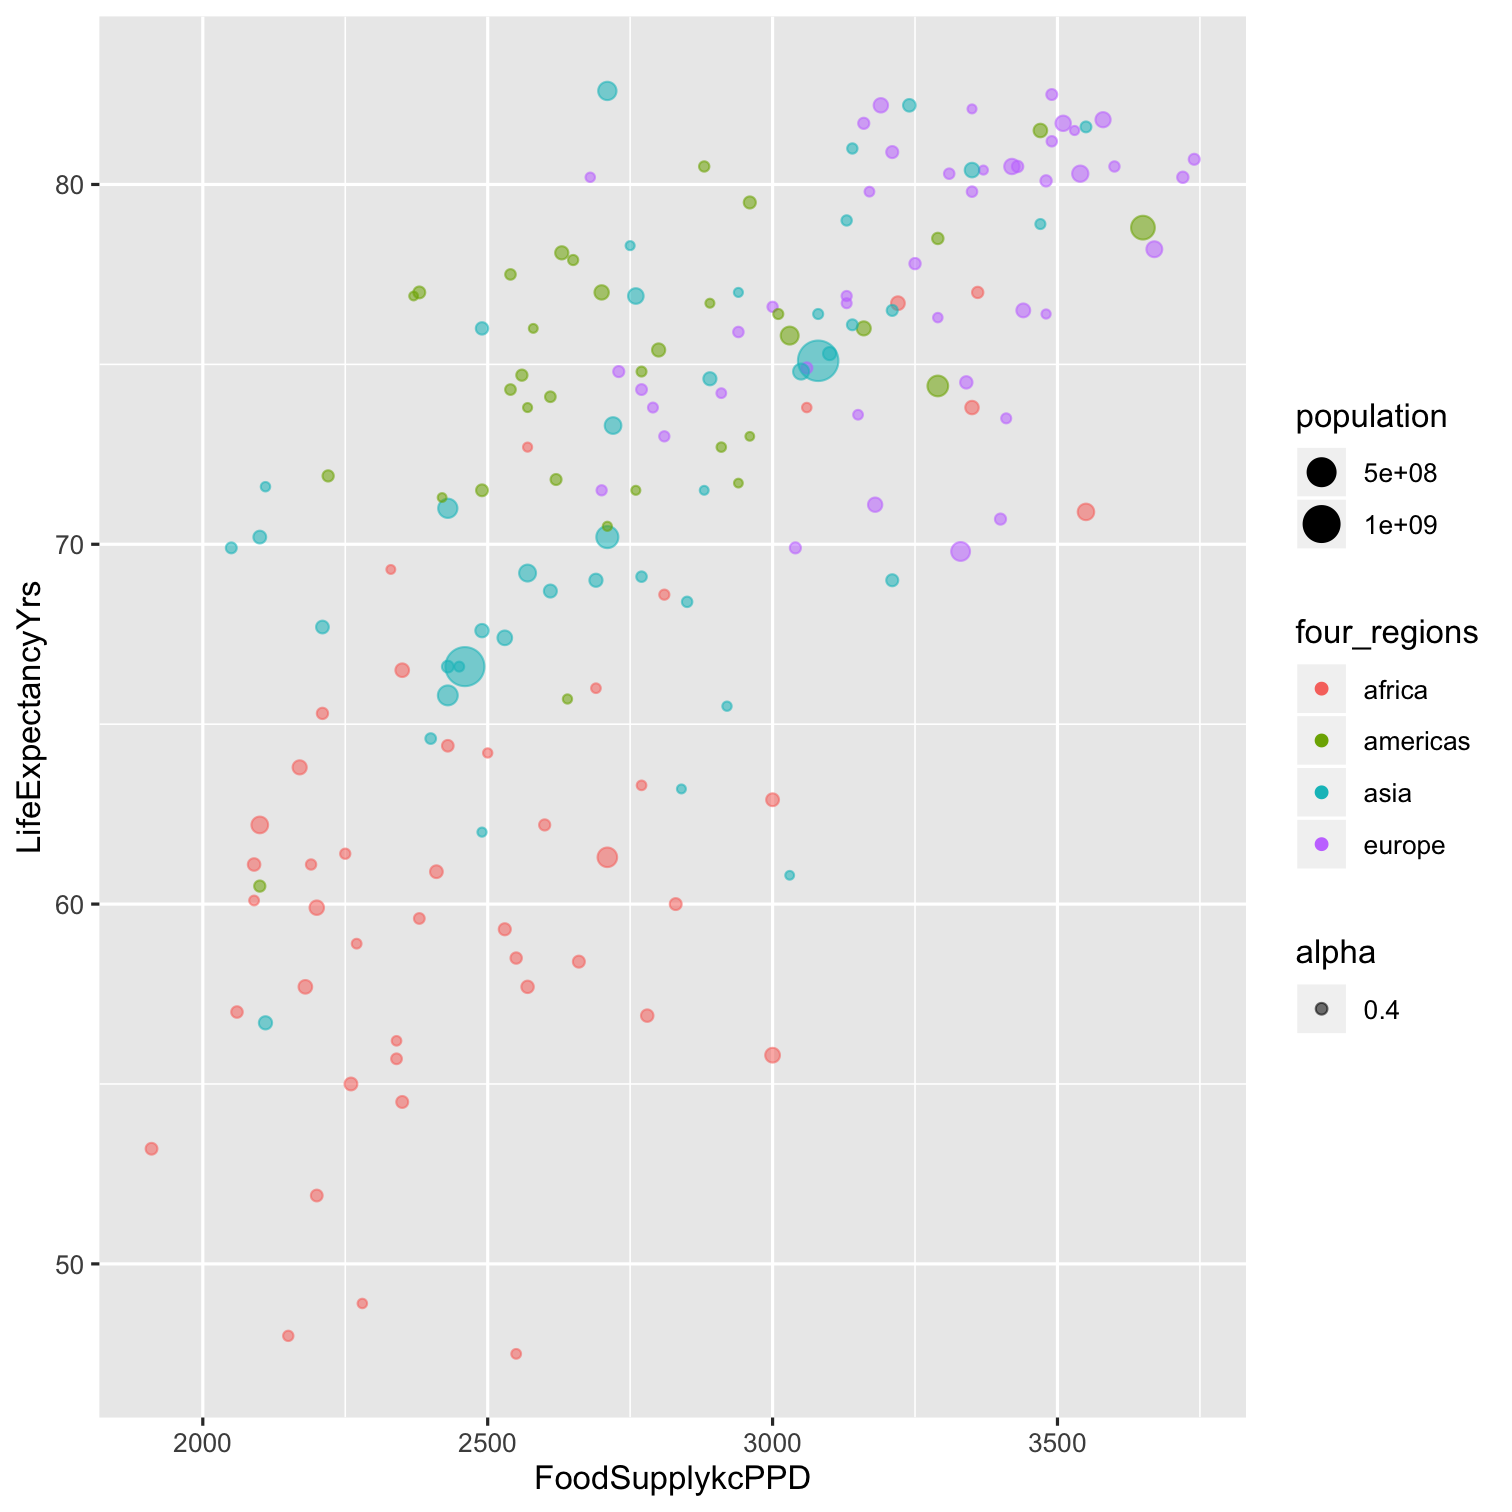 80
70
60
50
LifeExpectancyYrs
2000 2500 3000 3500
FoodSupplykcPPD
population
5e+08
1e+09
four_regions
africa
americas
asia
europe
alpha
0.4